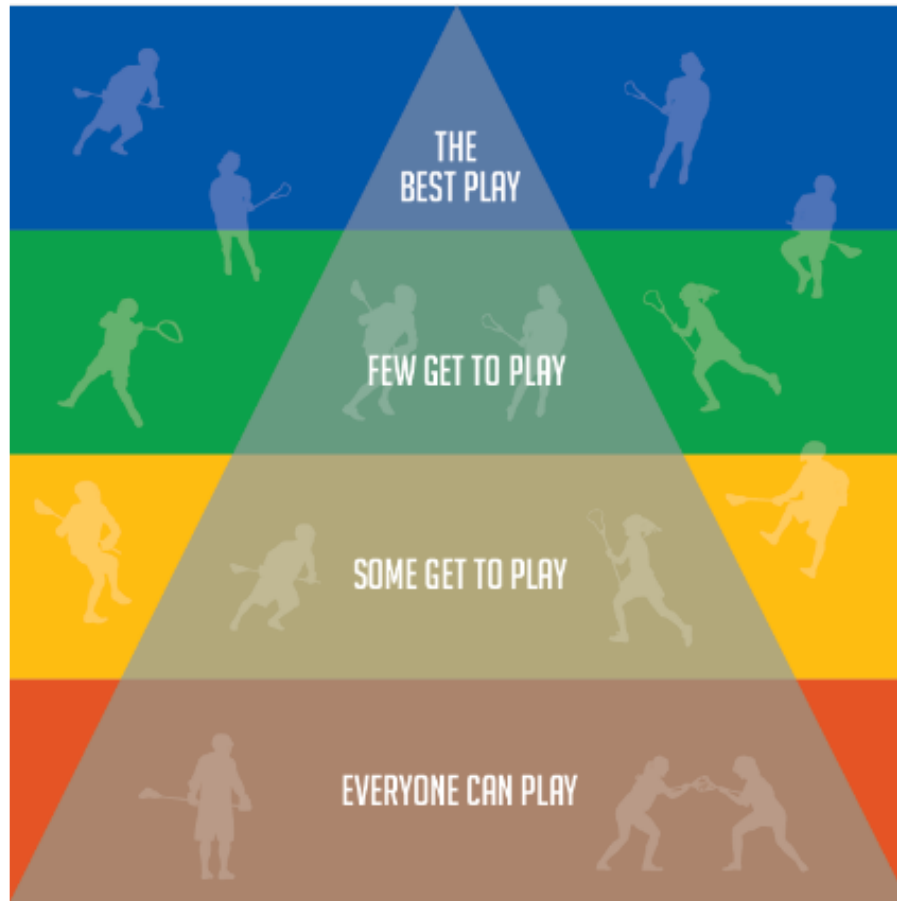 THE
BEST PLAY
FEW GET TO PLAY
SOME GET TO PLAY
EVERYONE CAN PLAY